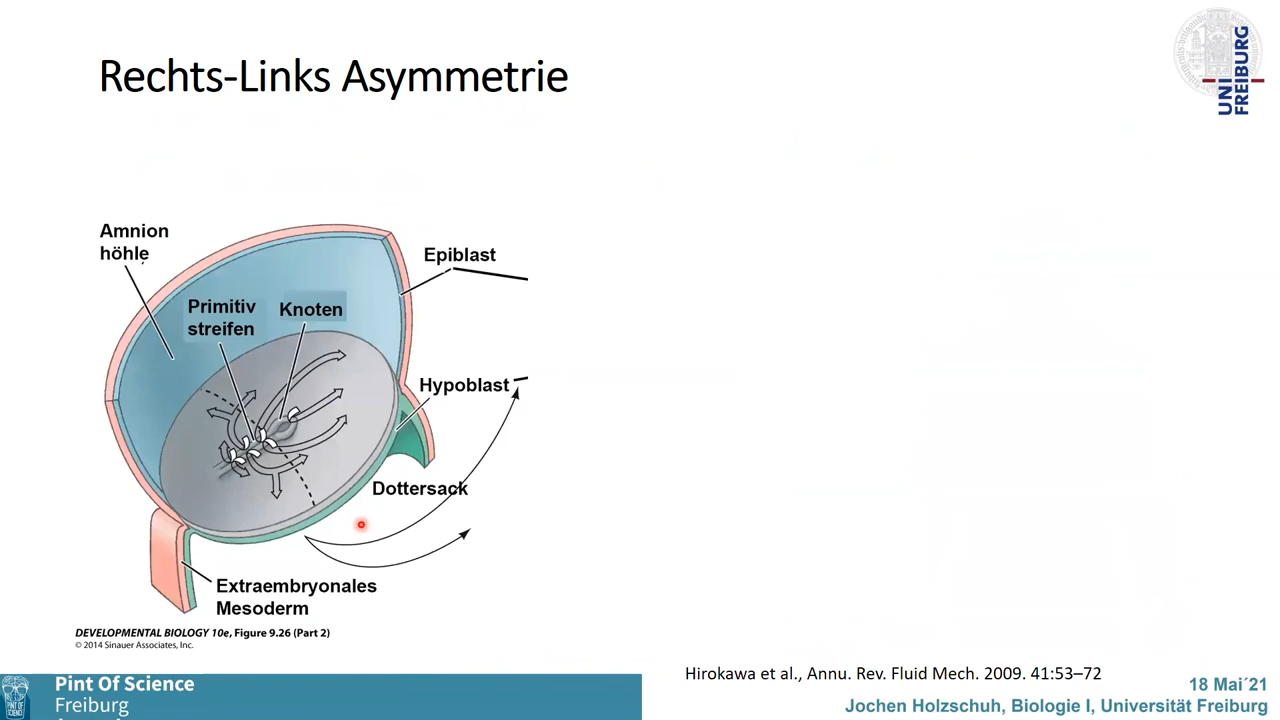 Rechts-Links Asymmetrie
UNI
FREIBURG
Amnion
höhle
Epiblast
Primitiv
streifen
Knoten
Hypoblast
Dottersack
Extraembryonales
Mesoderm
DEVELOPMENTAL BIOLOGY 10e, Figure 9.26 (Part 2)
© 2014 Sinauer Associates, Inc.
Hirokawa et al., Annu. Rev. Fluid Mech. 2009. 41:53–72
Pint Of Science
Freiburg
18 Mai´21
Jochen Holzschuh, Biologie I, Universität Freiburg